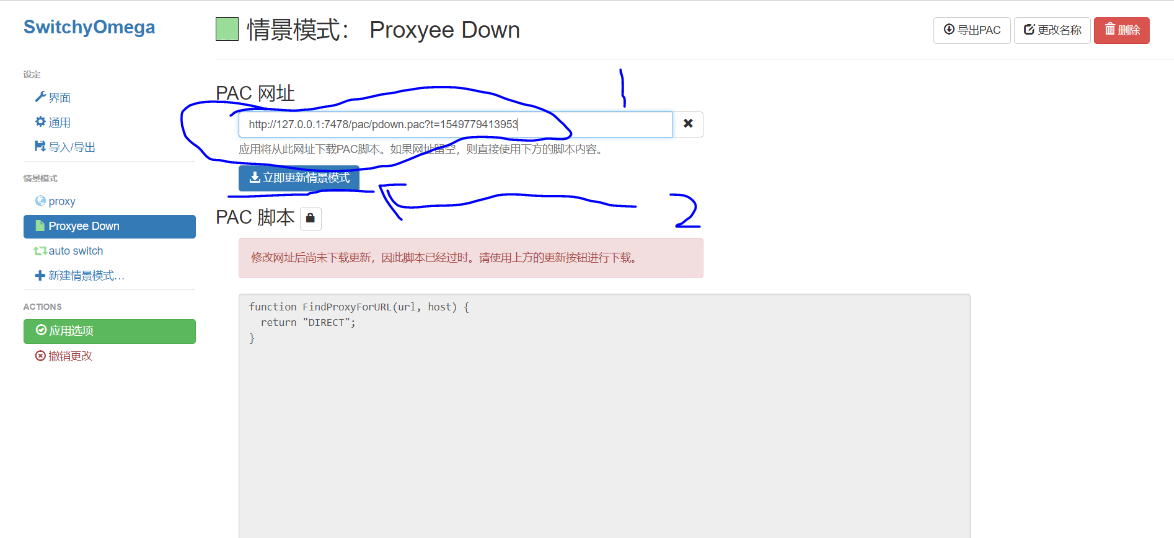 SwitchyOmega
设定
界面
通用
导入/导出
情景模式
proxy
Proxyee Down
auto switch
新建情景模式…
ACTIONS
应用选项
撤销更改
情景模式： Proxyee Down
导出PAC
更改名称
删除
1
PAC 网址
http://127.0.0.1:7478/pac/pdown.pac?t=1549779413953
应用将从此网址下载PAC脚本。如果网址留空，则直接使用下方的脚本内容。
立即更新情景模式
2
PAC 脚本
修改网址后尚未下载更新，因此脚本已经过时。请使用上方的更新按钮进行下载。
function FindProxyForURL(url, host) {
return "DIRECT";
}